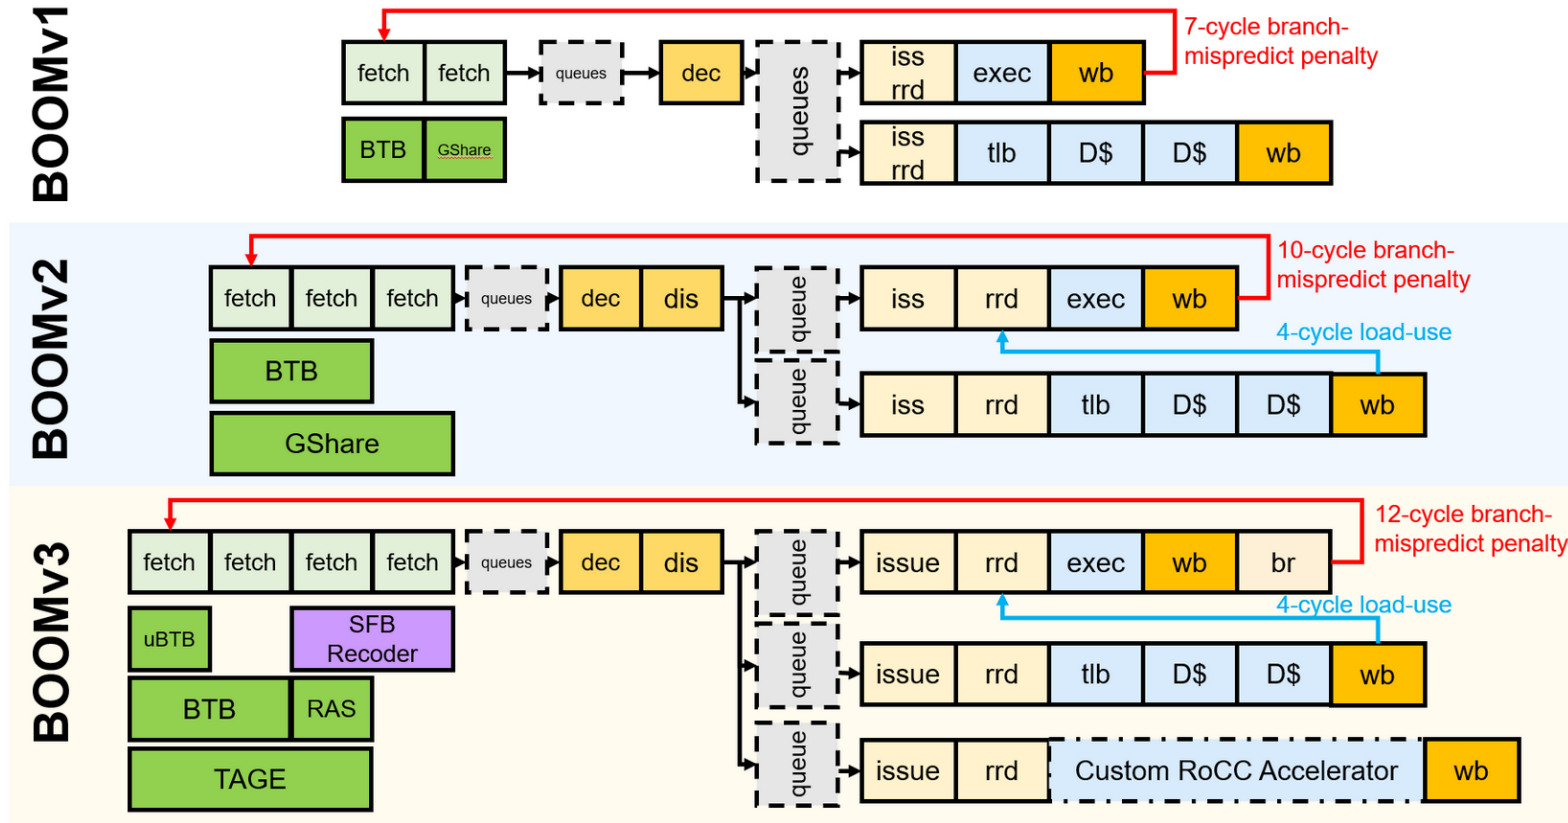 BOOMv1
7-cycle branch-
mispredict penalty
fetch fetch queues dec queues iss rrd exec wb
BTB GShare
iss rrd tlb D$ D$ wb
BOOMv2
10-cycle branch-
mispredict penalty
fetch fetch fetch queues dec dis queue iss rrd exec wb
4-cycle load-use
BTB
queue iss rrd tlb D$ D$ wb
GShare
BOOMv3
12-cycle branch-
mispredict penalty
fetch fetch fetch fetch queues dec dis queue issue rrd exec wb br
4-cycle load-use
uBTB
SFB
Recoder
queue issue rrd tlb D$ D$ wb
BTB RAS
TAGE
queue issue rrd Custom RoCC Accelerator wb